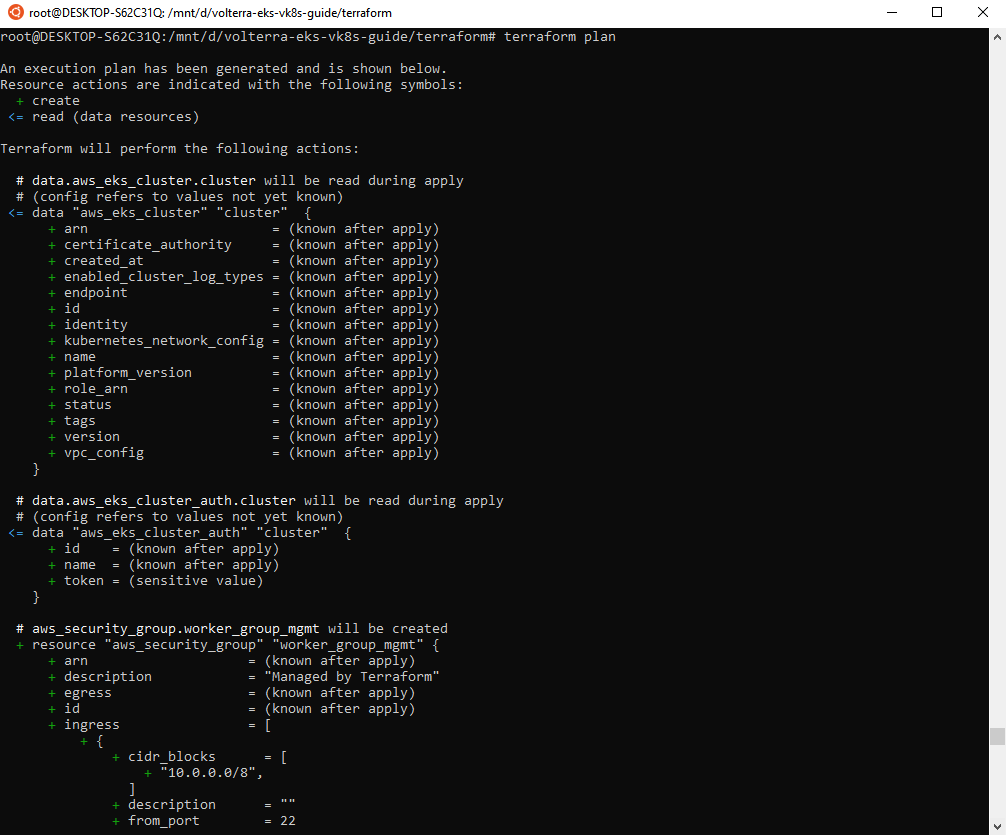 root@DESKTOP-S62C31Q: /mnt/d/volterra-eks-vk8s-guide/terraform
root@DESKTOP-S62C31Q:/mnt/d/volterra-eks-vk8s-guide/terraform# terraform plan
An execution plan has been generated and is shown below.
Resource actions are indicated with the following symbols:
  + create
 <= read (data resources)
Terraform will perform the following actions:
  # data.aws_eks_cluster.cluster will be read during apply
  # (config refers to values not yet known)
 <= data "aws_eks_cluster" "cluster"  {
      + arn                       = (known after apply)
      + certificate_authority     = (known after apply)
      + created_at                = (known after apply)
      + enabled_cluster_log_types = (known after apply)
      + endpoint                  = (known after apply)
      + id                        = (known after apply)
      + identity                  = (known after apply)
      + kubernetes_network_config = (known after apply)
      + name                      = (known after apply)
      + platform_version          = (known after apply)
      + role_arn                  = (known after apply)
      + status                    = (known after apply)
      + tags                      = (known after apply)
      + version                   = (known after apply)
      + vpc_config                = (known after apply)
    }
  # data.aws_eks_cluster_auth.cluster will be read during apply
  # (config refers to values not yet known)
 <= data "aws_eks_cluster_auth" "cluster"  {
      + id    = (known after apply)
      + name  = (known after apply)
      + token = (sensitive value)
    }
  # aws_security_group.worker_group_mgmt will be created
  + resource "aws_security_group" "worker_group_mgmt" {
      + arn                    = (known after apply)
      + description            = "Managed by Terraform"
      + egress                 = (known after apply)
      + id                     = (known after apply)
      + ingress                = [
          + {
              + cidr_blocks      = [
                  + "10.0.0.0/8",
                ]
              + description      = ""
              + from_port        = 22